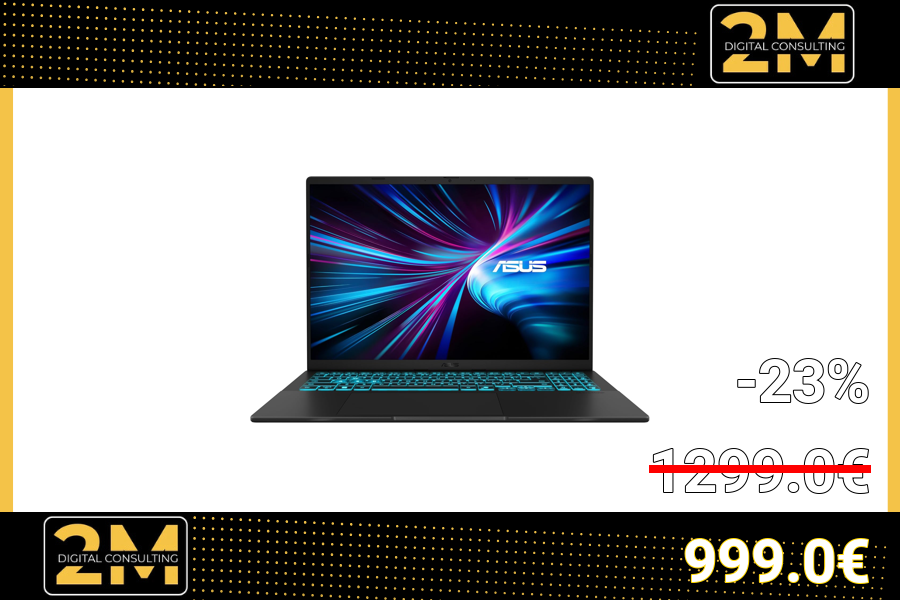 2M
DIGITAL CONSULTING
ASUS
-23%
1299.0€
2M
DIGITAL CONSULTING
999.0€